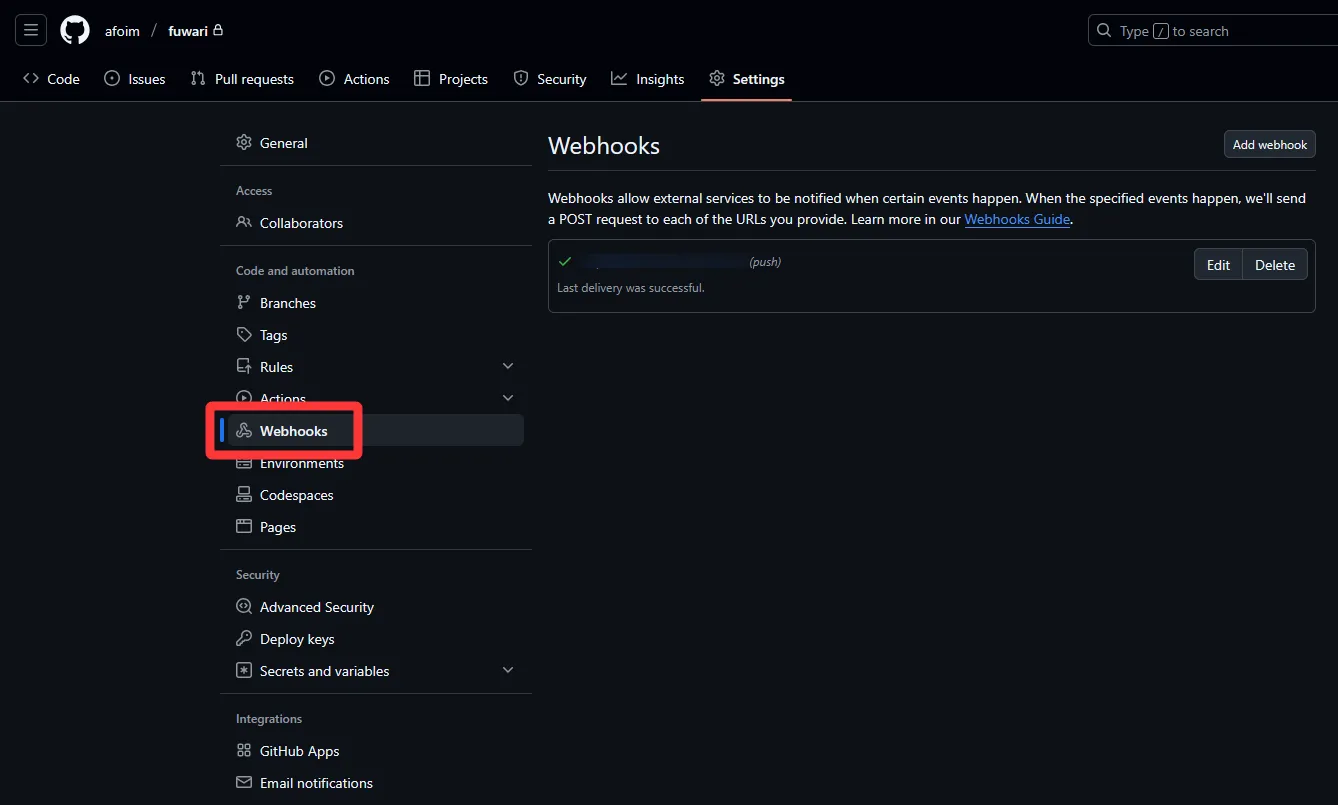 afoim / fuwari
Type / to search
Code
Issues
Pull requests
Actions
Projects
Security
Insights
Settings
General
Access
Collaborators
Code and automation
Branches
Tags
Rules
Actions
Webhooks
Environments
Codespaces
Pages
Security
Advanced Security
Deploy keys
Secrets and variables
Integrations
GitHub Apps
Email notifications
Webhooks
Add webhook
Webhooks allow external services to be notified when certain events happen. When the specified events happen, we'll send
a POST request to each of the URLs you provide. Learn more in our Webhooks Guide.
(push)
Edit
Delete
Last delivery was successful.